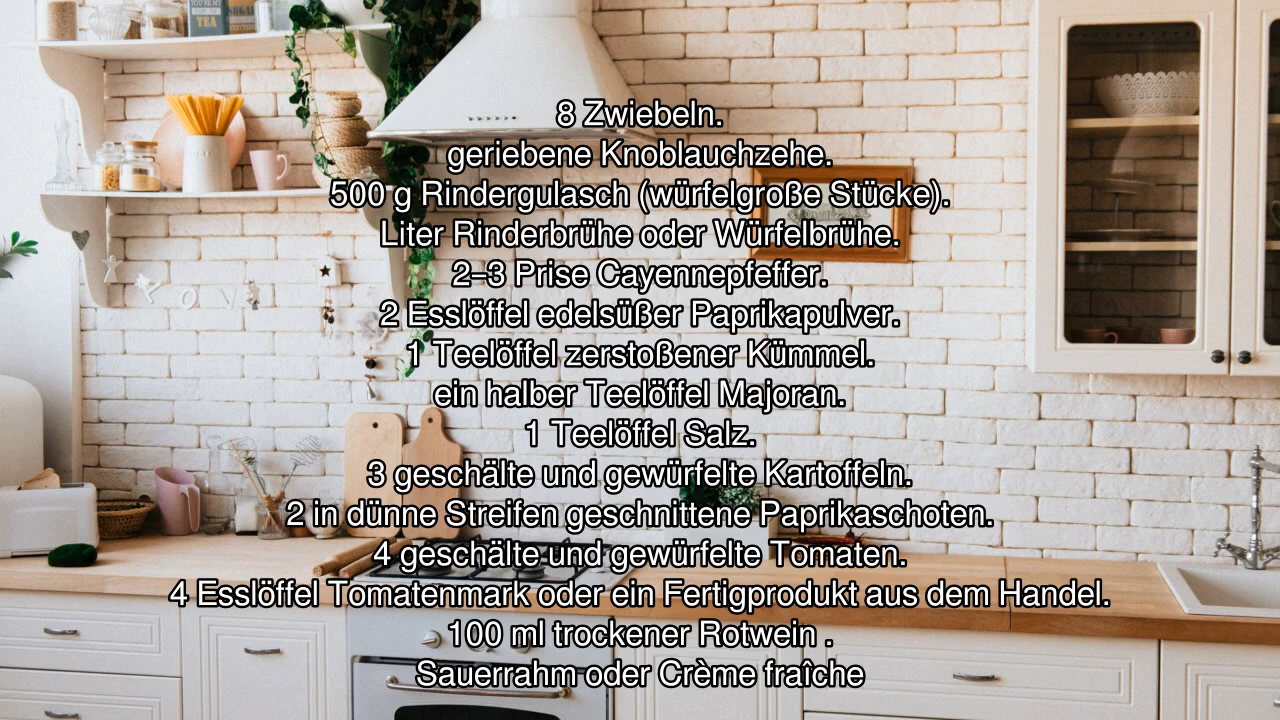 8 Zwiebeln.
geriebene Knoblauchzehe.
500 g Rindergulasch (würfelgroße Stücke).
Liter Rinderbrühe oder Würfelbrühe.
2–3 Prise Cayennepfeffer.
2 Esslöffel edelsüßer Paprikapulver.
1 Teelöffel zerstoßener Kümmel.
ein halber Teelöffel Majoran.
1 Teelöffel Salz.
3 geschälte und gewürfelte Kartoffeln.
2 in dünne Streifen geschnittene Paprikaschoten.
4 geschälte und gewürfelte Tomaten.
4 Esslöffel Tomatenmark oder ein Fertigprodukt aus dem Handel.
100 ml trockener Rotwein .
Sauerrahm oder Crème fraîche